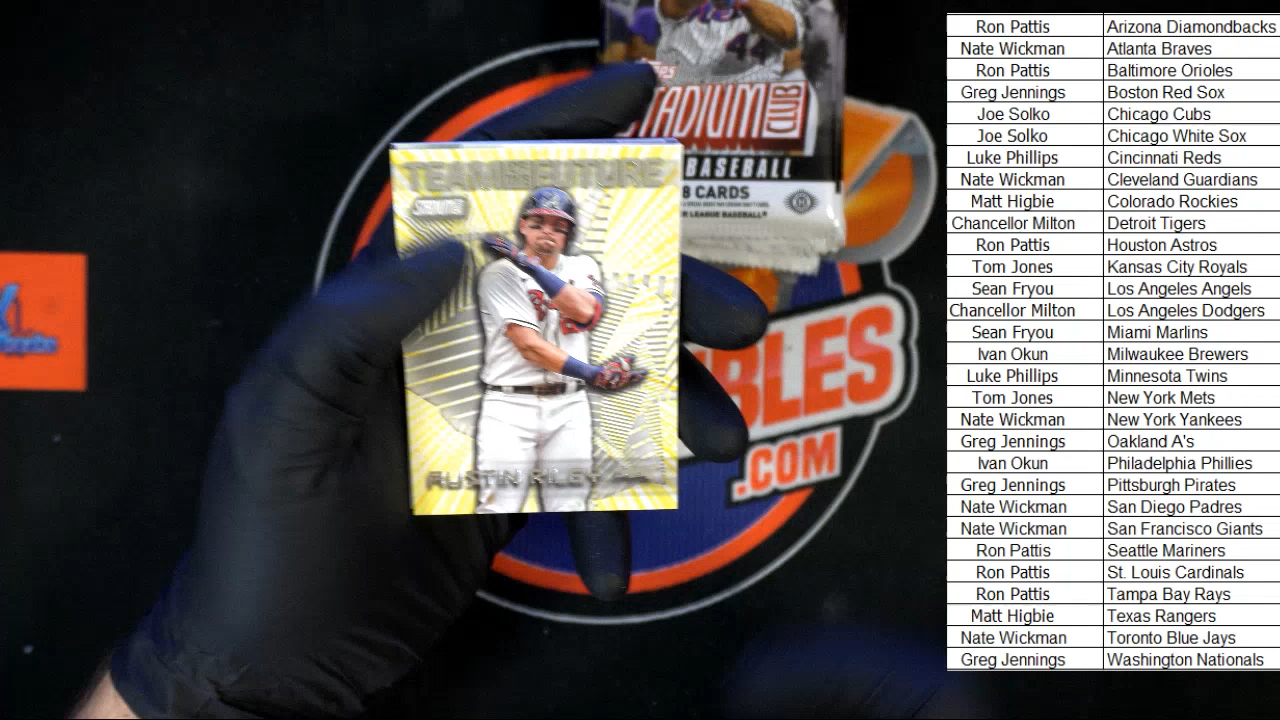 44
Topps
STADIUM CLUB
BASEBALL
8 CARDS
LEAGUE BASEBALL®
TEAM OF THE FUTURE
AUSTIN RILEY
BLES
.COM
Ron Pattis Arizona Diamondbacks
Nate Wickman Atlanta Braves
Ron Pattis Baltimore Orioles
Greg Jennings Boston Red Sox
Joe Solko Chicago Cubs
Joe Solko Chicago White Sox
Luke Phillips Cincinnati Reds
Nate Wickman Cleveland Guardians
Matt Higbie Colorado Rockies
Chancellor Milton Detroit Tigers
Ron Pattis Houston Astros
Tom Jones Kansas City Royals
Sean Fryou Los Angeles Angels
Chancellor Milton Los Angeles Dodgers
Sean Fryou Miami Marlins
Ivan Okun Milwaukee Brewers
Luke Phillips Minnesota Twins
Tom Jones New York Mets
Nate Wickman New York Yankees
Greg Jennings Oakland A's
Ivan Okun Philadelphia Phillies
Greg Jennings Pittsburgh Pirates
Nate Wickman San Diego Padres
Nate Wickman San Francisco Giants
Ron Pattis Seattle Mariners
Ron Pattis St. Louis Cardinals
Ron Pattis Tampa Bay Rays
Matt Higbie Texas Rangers
Nate Wickman Toronto Blue Jays
Greg Jennings Washington Nationals